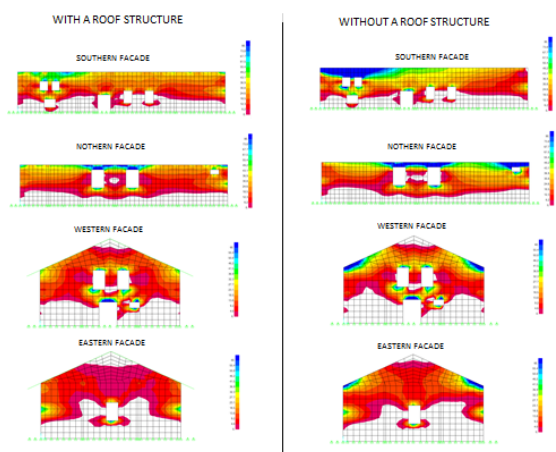 WITH A ROOF STRUCTURE
SOUTHERN FACADE
NOTHERN FACADE
WESTERN FACADE
EASTERN FACADE
WITHOUT A ROOF STRUCTURE
SOUTHERN FACADE
NOTHERN FACADE
WESTERN FACADE
EASTERN FACADE